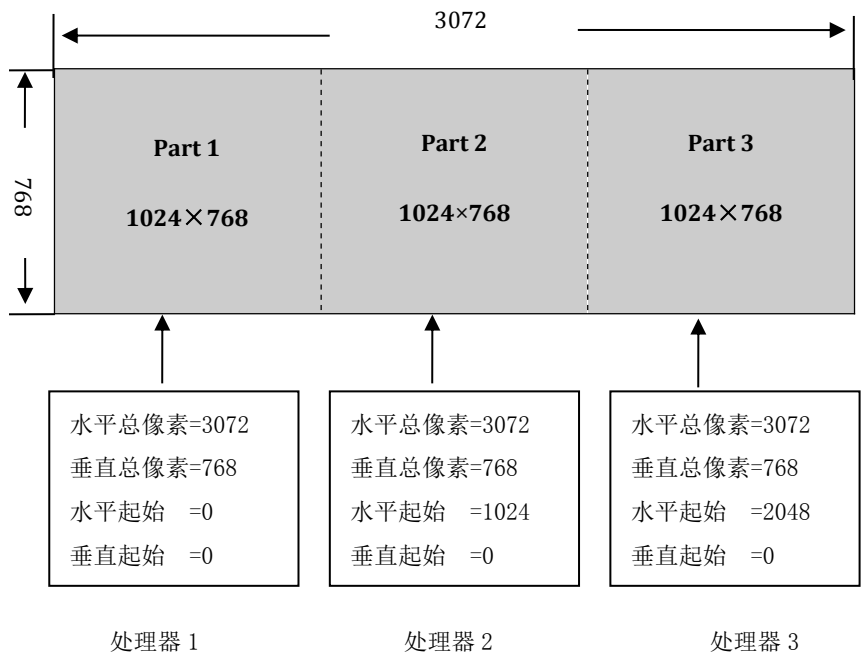 3072
768
Part 1
1024×768
Part 2
1024×768
Part 3
1024×768
水平总像素=3072
垂直总像素=768
水平起始 =0
垂直起始 =0
水平总像素=3072
垂直总像素=768
水平起始 =1024
垂直起始 =0
水平总像素=3072
垂直总像素=768
水平起始 =2048
垂直起始 =0
处理器 1
处理器 2
处理器 3